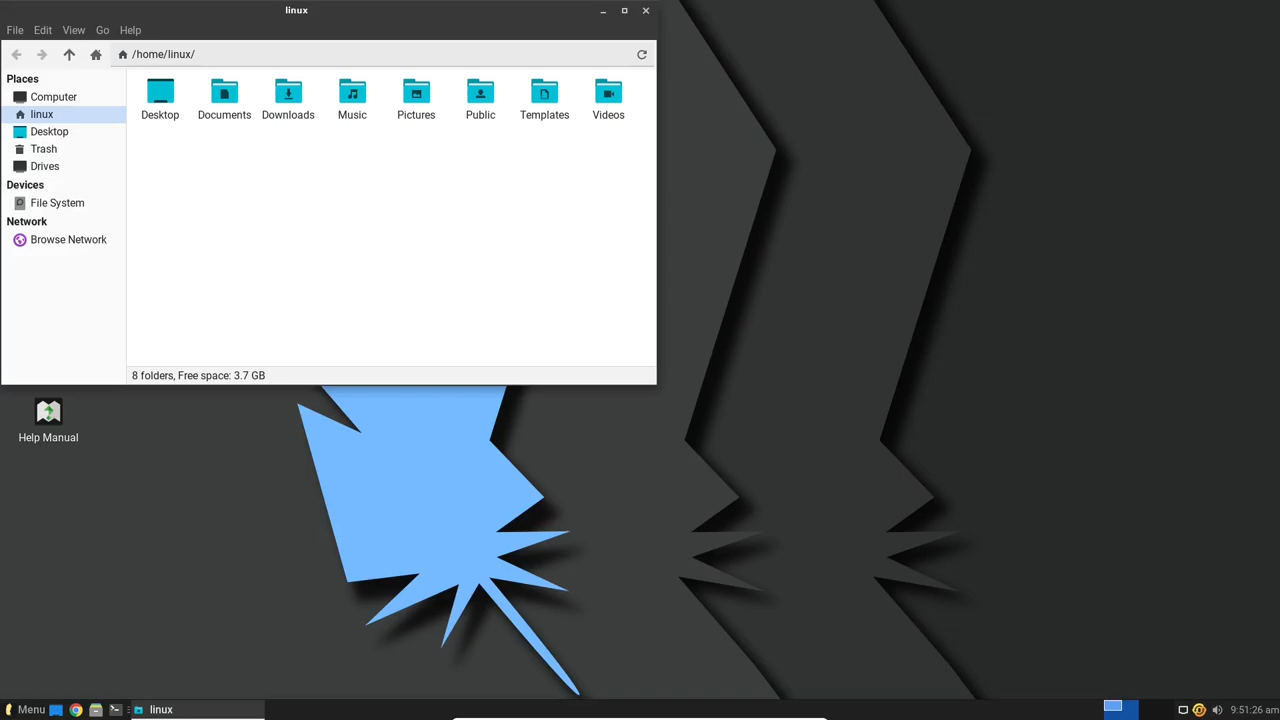 linux
File Edit View Go Help
/home/linux/
Places
Computer
linux
Desktop
Trash
Drives
Devices
File System
Network
Browse Network
Desktop Documents Downloads Music Pictures Public Templates Videos
8 folders, Free space: 3.7 GB
Help Manual
Menu linux 9:51:26 am